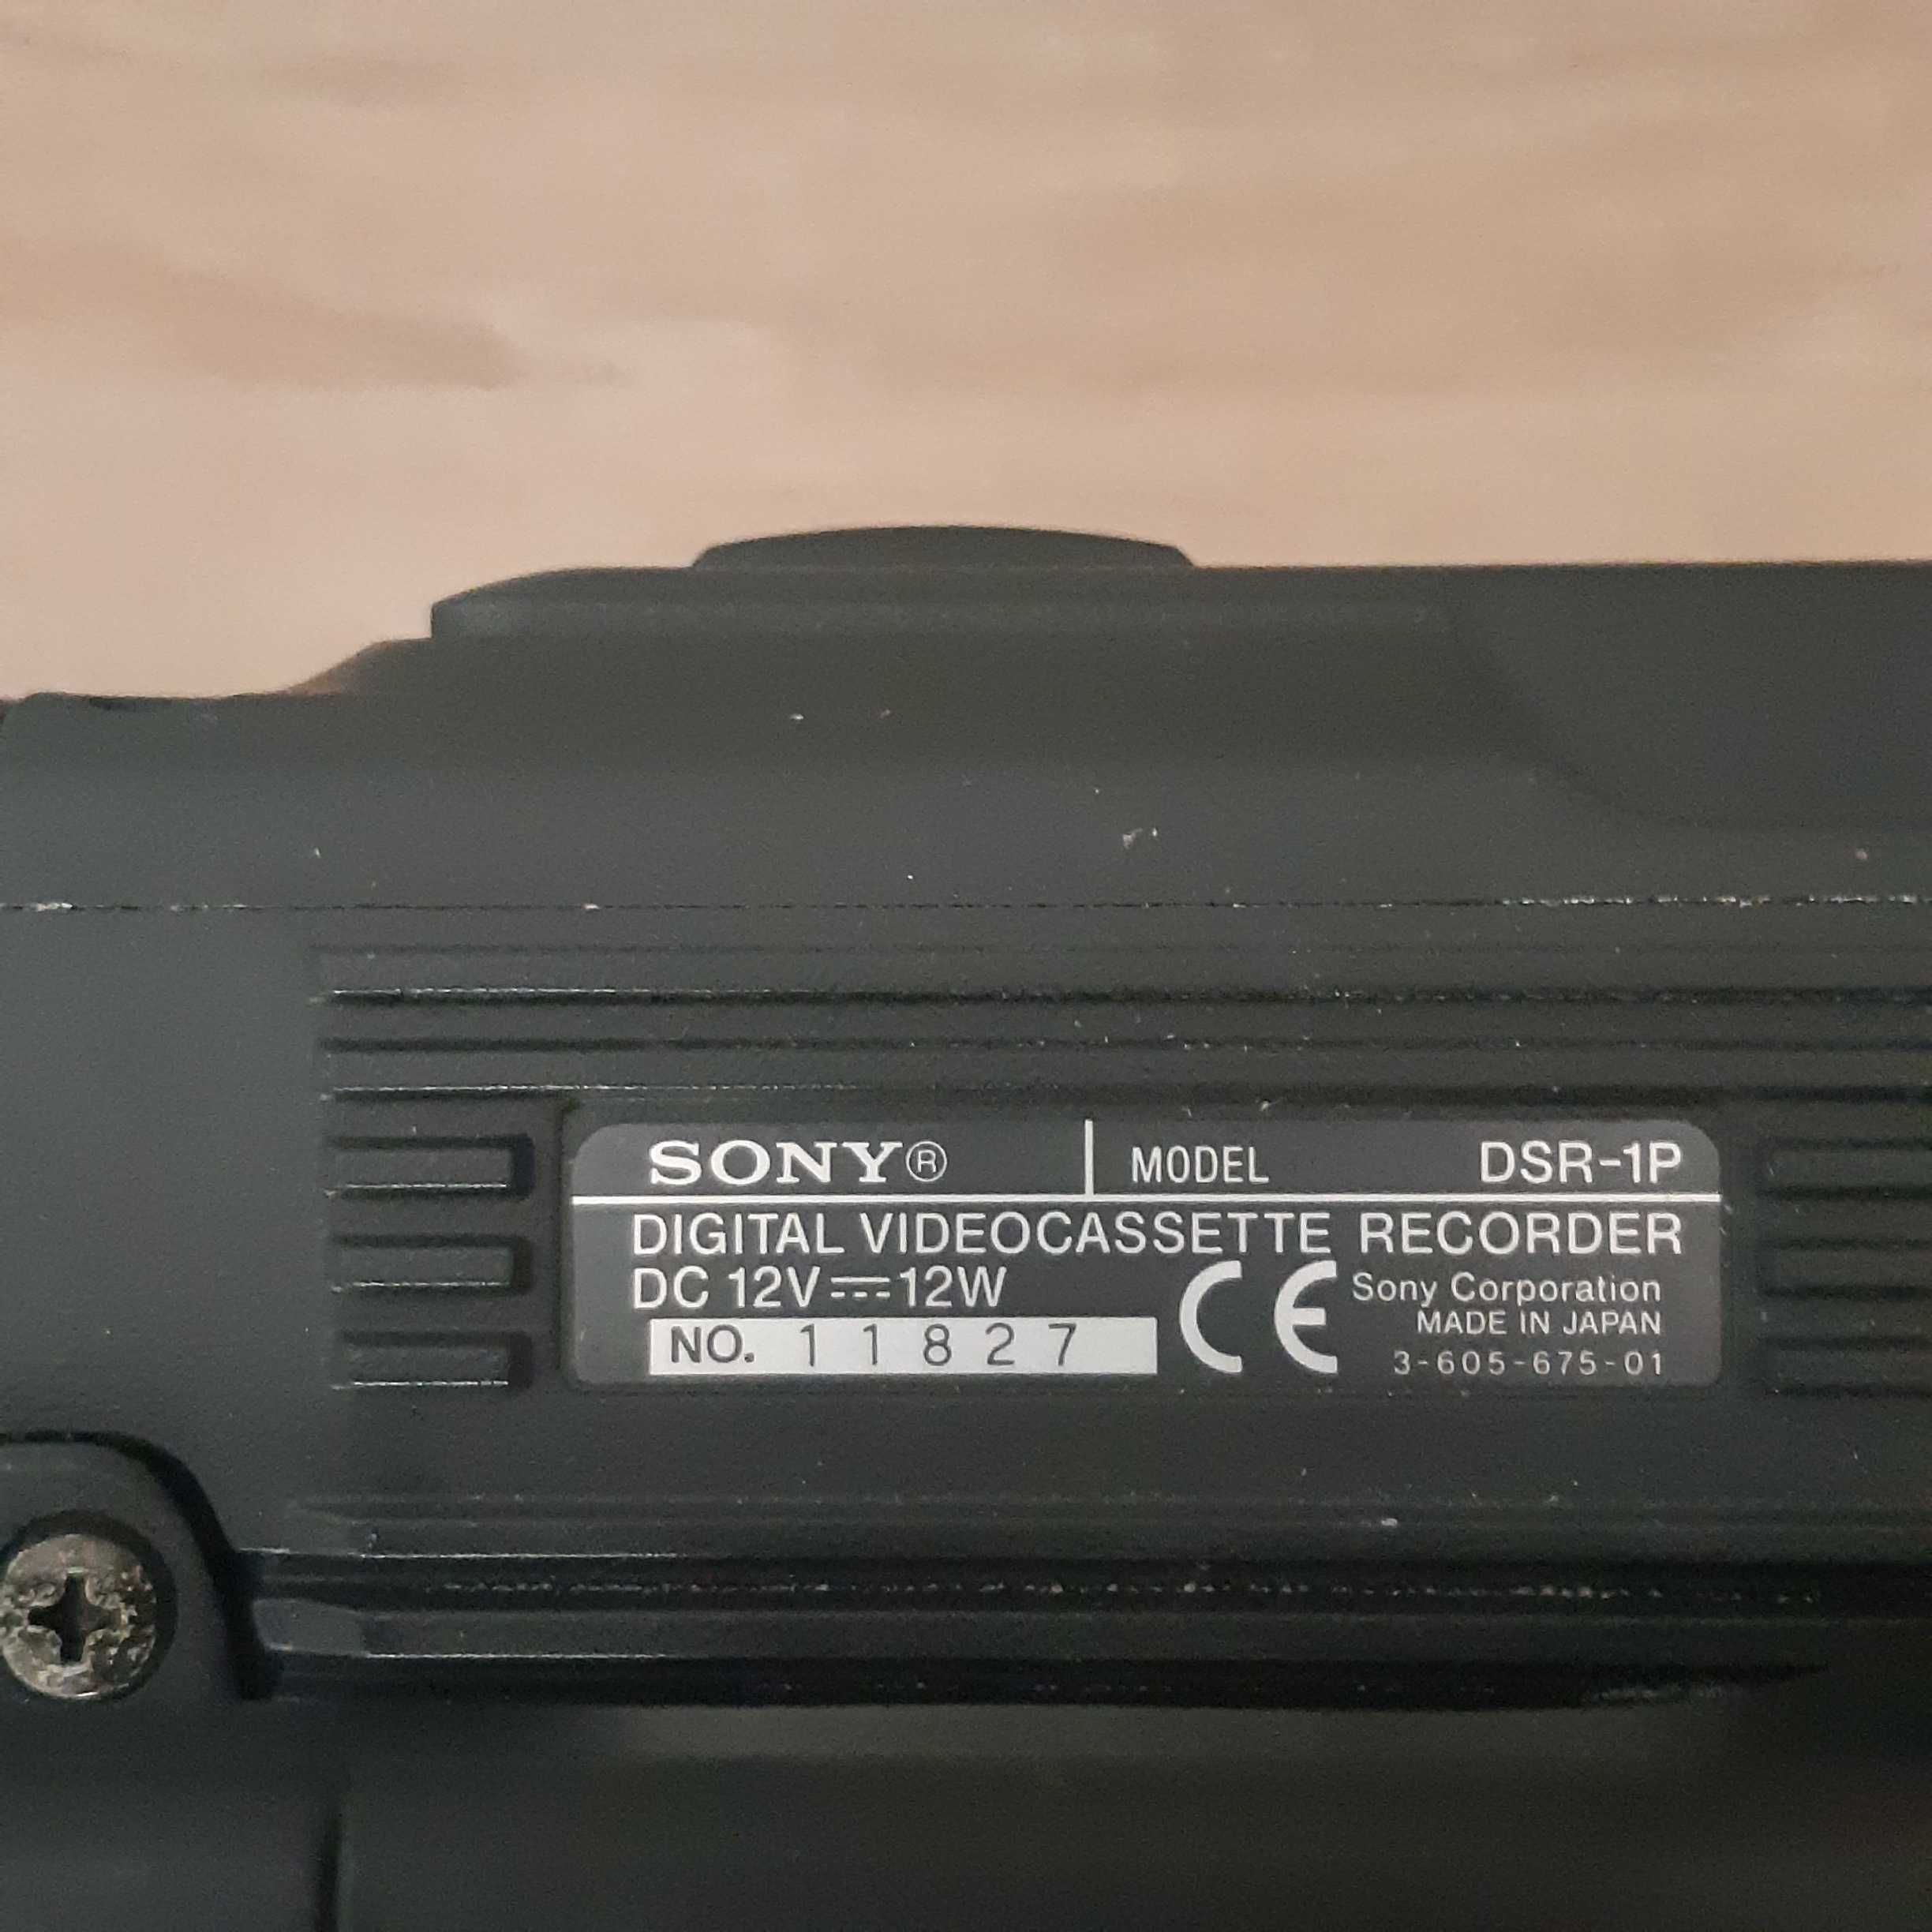 SONY® MODEL DSR-1P
DIGITAL VIDEOCASSETTE RECORDER
DC 12V⎓12W
NO. 11827
CE
Sony Corporation
MADE IN JAPAN
3-605-675-01